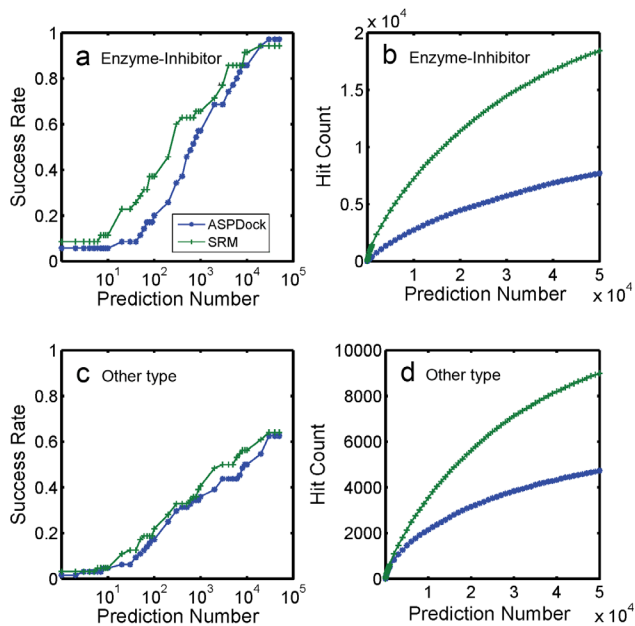 a Enzyme-Inhibitor
Success Rate
1
0.8
0.6
0.4
0.2
0
ASPDock
SRM
10^1 10^2 10^3 10^4 10^5
Prediction Number
x 10^4
b Enzyme-Inhibitor
Hit Count
2
1.5
1
0.5
0
1 2 3 4 5
Prediction Number
x 10^4
c Other type
Success Rate
1
0.8
0.6
0.4
0.2
0
10^1 10^2 10^3 10^4 10^5
Prediction Number
d Other type
Hit Count
10000
8000
6000
4000
2000
0
1 2 3 4 5
Prediction Number
x 10^4